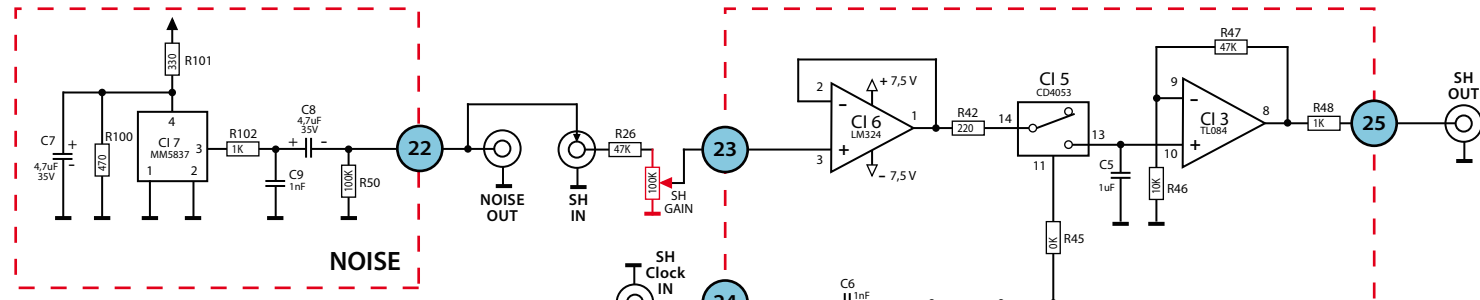 R101
330
C7
4,7uF
35V
+
-
R100
470
4
CI 7
MM5837
3
1
2
R102
1K
C8
4,7uF
35V
+
-
C9
1nF
100K
R50
NOISE
22
NOISE
OUT
SH
IN
R26
47K
100K
SH
GAIN
23
SH
Clock
IN
24
2
-
+ 7,5 V
CI 6
LM324
1
3
+
- 7,5 V
R42
220
14
CI 5
CD4053
13
11
0K
R45
C6
1nF
C5
1uF
R47
47K
9
-
CI 3
TL084
8
10
+
10K
R46
R48
1K
25
SH
OUT